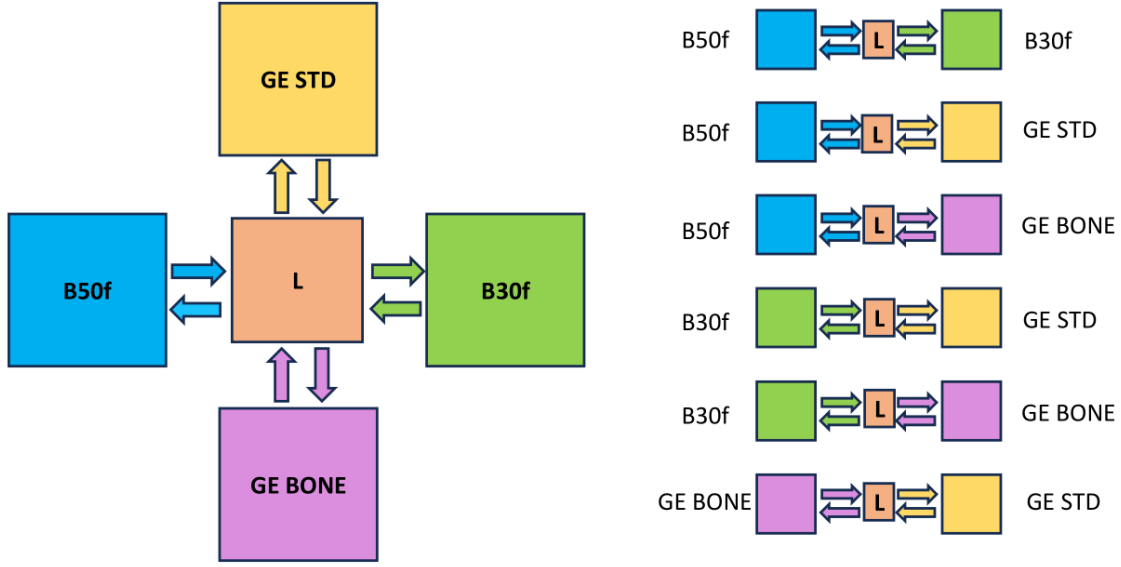 GE STD
B50f
L
B30f
GE BONE
B50f L B30f
B50f L GE STD
B50f L GE BONE
B30f L GE STD
B30f L GE BONE
GE BONE L GE STD